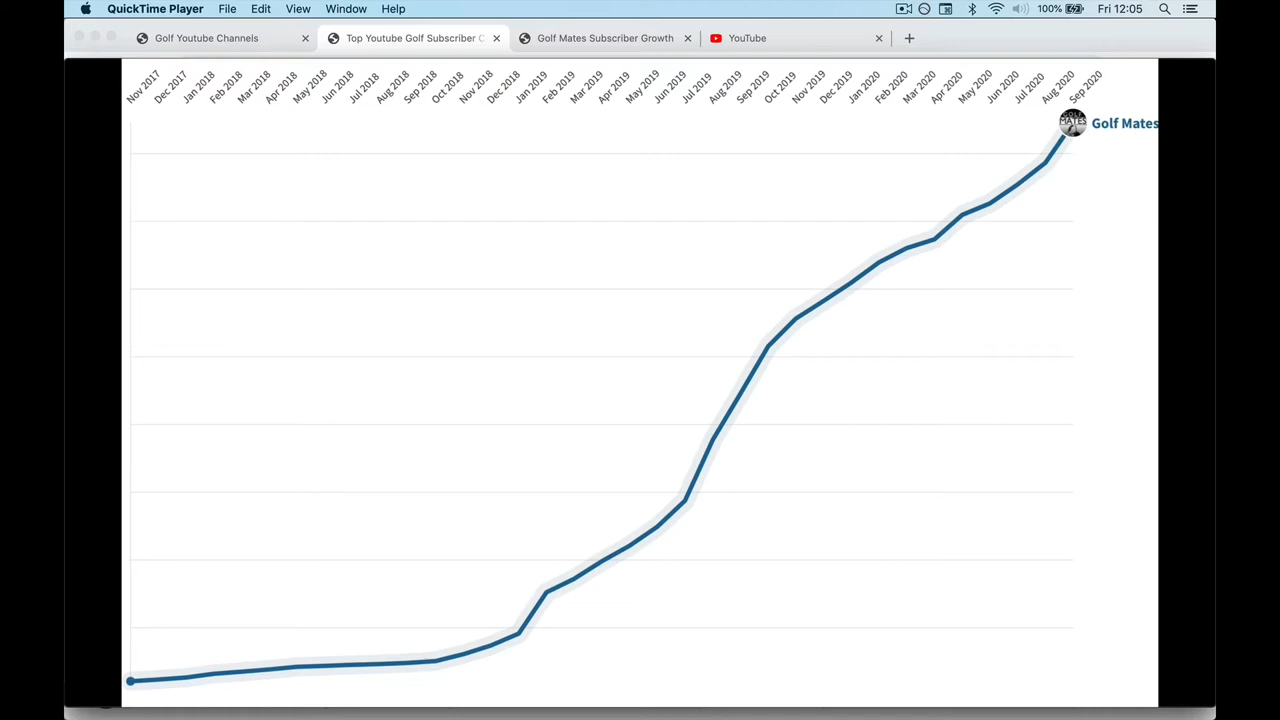 QuickTime Player File Edit View Window Help 100% Fri 12:05
Golf Youtube Channels Top Youtube Golf Subscriber C Golf Mates Subscriber Growth YouTube
Nov 2017 Dec 2017 Jan 2018 Feb 2018 Mar 2018 Apr 2018 May 2018 Jun 2018 Jul 2018 Aug 2018 Sep 2018 Oct 2018 Nov 2018 Dec 2018 Jan 2019 Feb 2019 Mar 2019 Apr 2019 May 2019 Jun 2019 Jul 2019 Aug 2019 Sep 2019 Oct 2019 Nov 2019 Dec 2019 Jan 2020 Feb 2020 Mar 2020 Apr 2020 May 2020 Jun 2020 Jul 2020 Aug 2020 Sep 2020
GOLF
MATES
Golf Mates